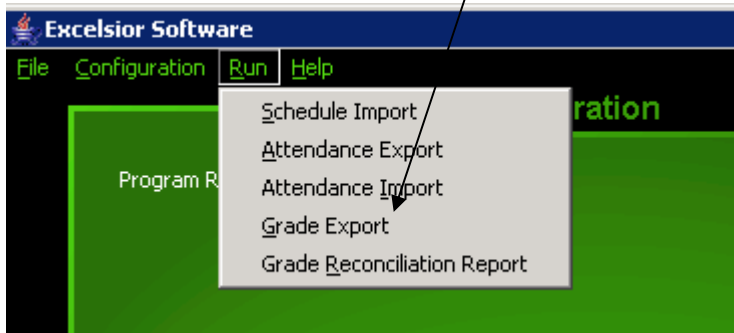 Excelsior Software
File Configuration Run Help
ration
Schedule Import
Attendance Export
Program R
Attendance Import
Grade Export
Grade Reconciliation Report